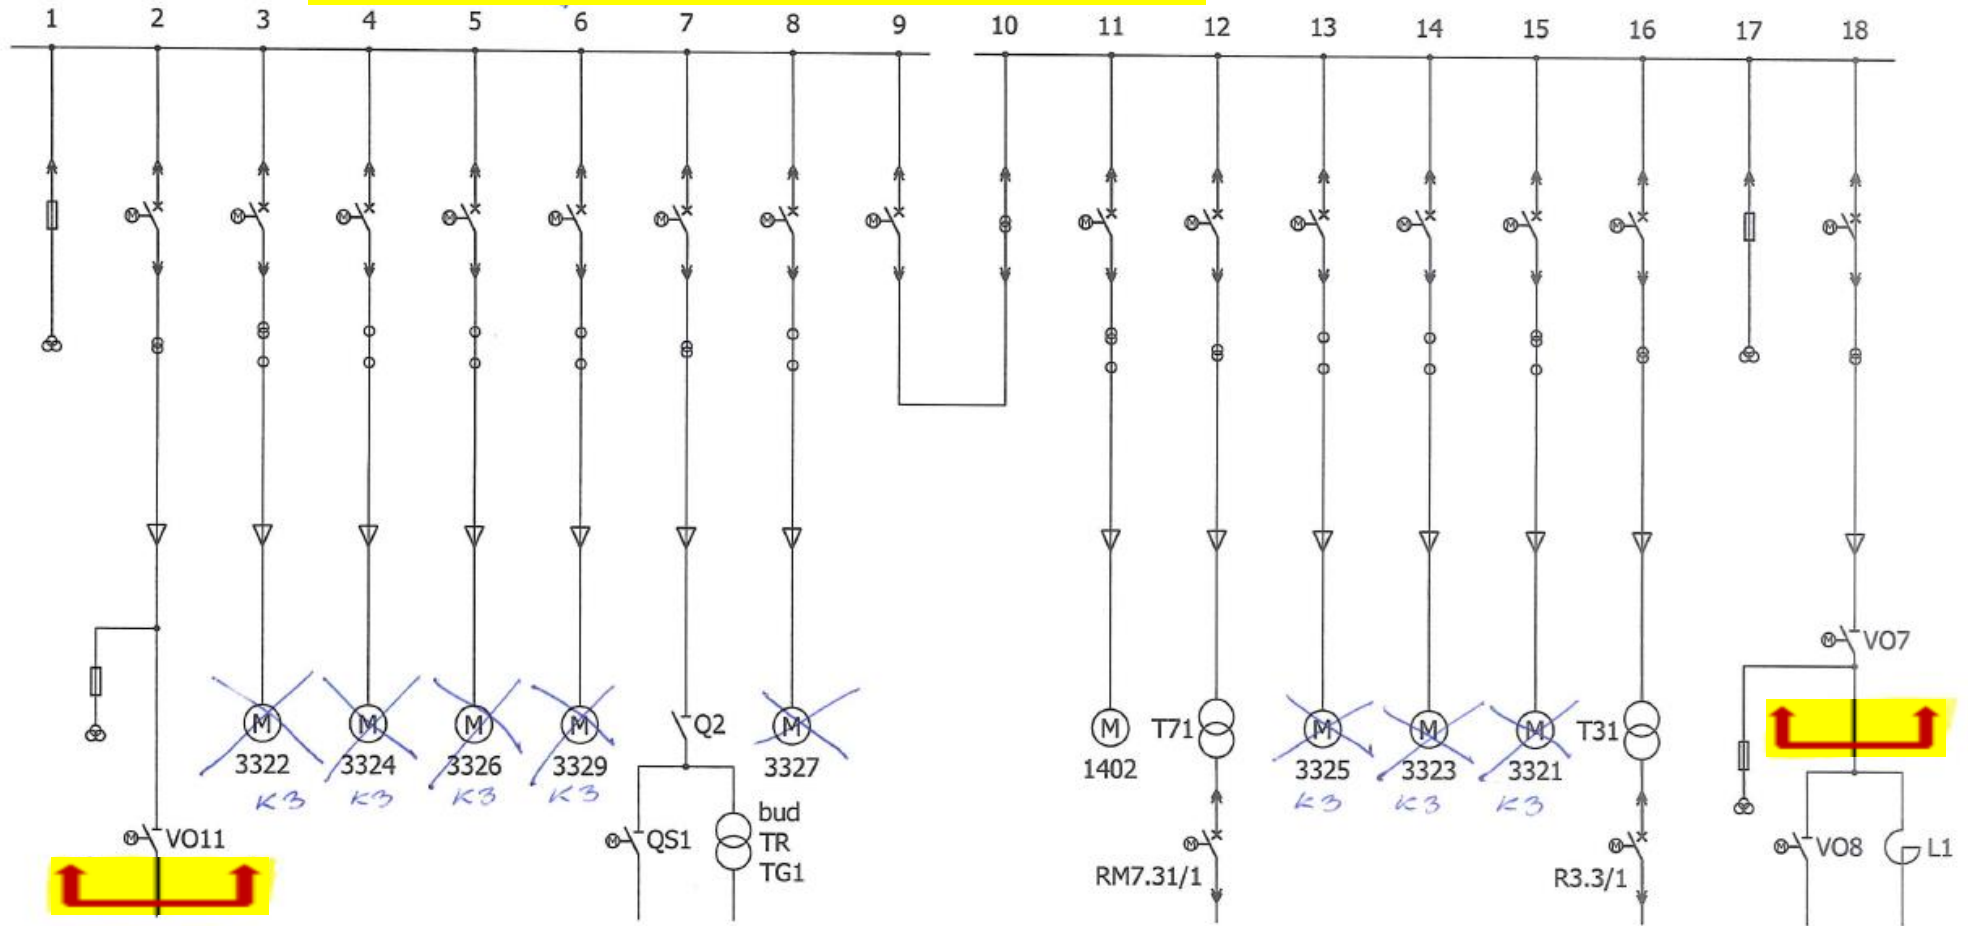 1 2 3 4 5 6 7 8 9 10 11 12 13 14 15 16 17 18
M M M M M M M M M M M M M M M
M VO7
M M M M Q2 M M T71 M M M T31
3322 3324 3326 3329 3327 1402 3325 3323 3321
K3 K3 K3 K3 K3 K3 K3
bud
TR
TG1
M VO11 M QS1 M M M VO8 L1
RM7.31/1 R3.3/1